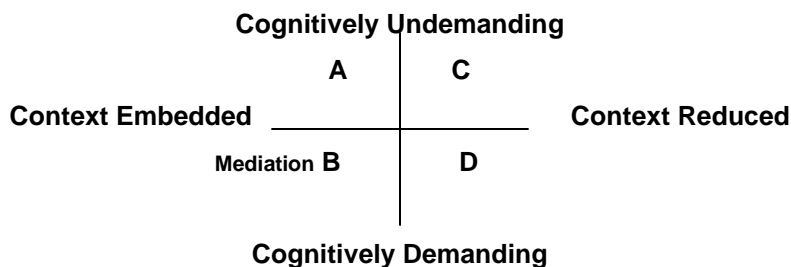 Cognitively Undemanding
A C
Context Embedded Context Reduced
Mediation B D
Cognitively Demanding